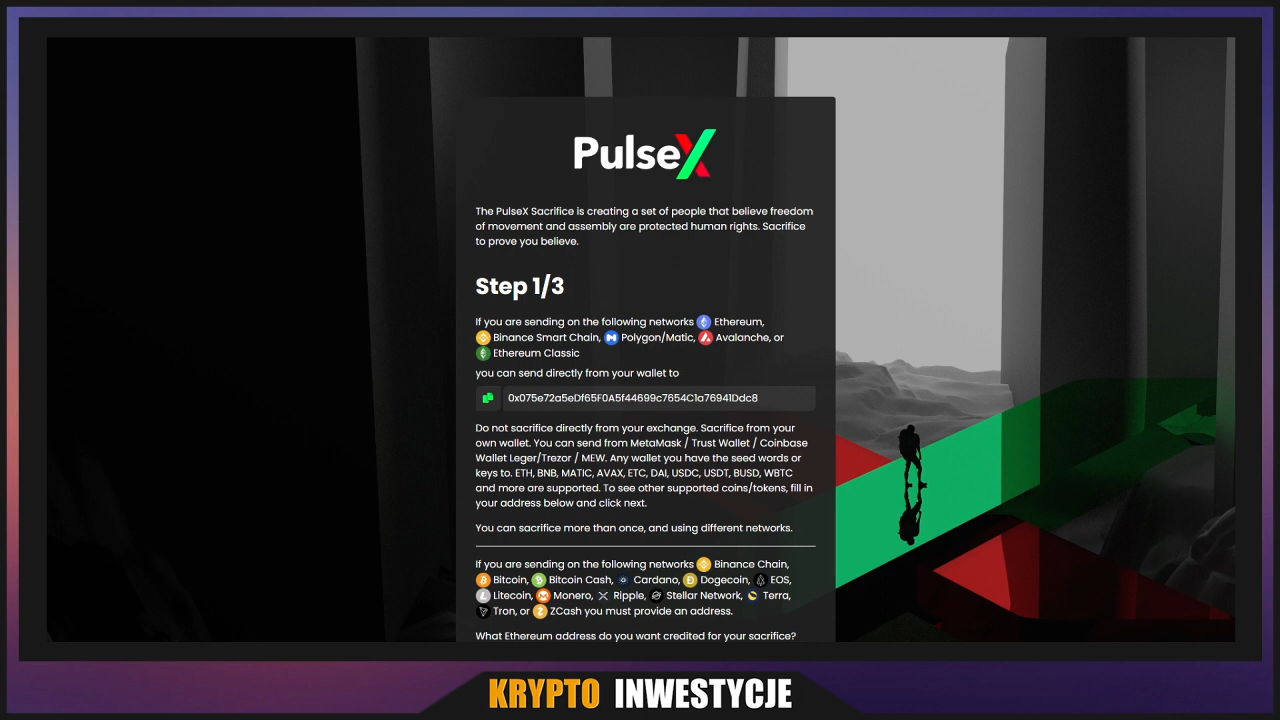 PulseX
The PulseX Sacrifice is creating a set of people that believe freedom
of movement and assembly are protected human rights. Sacrifice
to prove you believe.
Step 1/3
If you are sending on the following networks Ethereum,
Binance Smart Chain, Polygon/Matic, Avalanche, or
Ethereum Classic
you can send directly from your wallet to
0x075e72a5eDf65F0A5f44699c7654C1a76941Ddc8
Do not sacrifice directly from your exchange. Sacrifice from your
own wallet. You can send from MetaMask / Trust Wallet / Coinbase
Wallet Leger/Trezor / MEW. Any wallet you have the seed words or
keys to. ETH, BNB, MATIC, AVAX, ETC, DAI, USDC, USDT, BUSD, WBTC
and more are supported. To see other supported coins/tokens, fill in
your address below and click next.
You can sacrifice more than once, and using different networks.
If you are sending on the following networks Binance Chain,
Bitcoin, Bitcoin Cash, Cardano, Dogecoin, EOS,
Litecoin, Monero, Ripple, Stellar Network, Terra,
Tron, or ZCash you must provide an address.
What Ethereum address do you want credited for your sacrifice?
KRYPTO INWESTYCJE